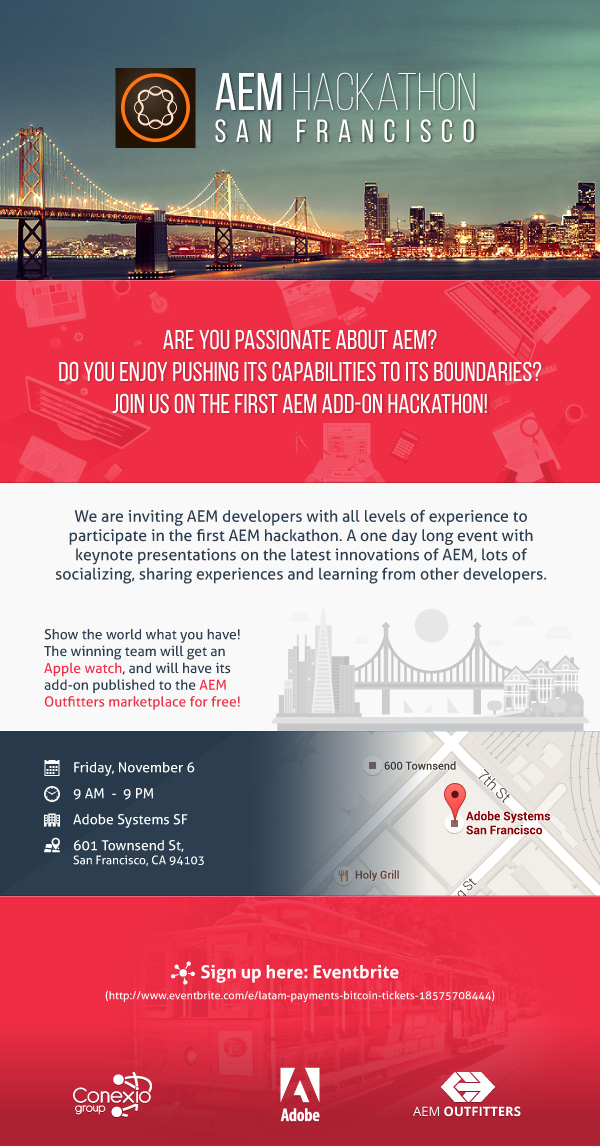 AEM HACKATHON
SAN FRANCISCO
ARE YOU PASSIONATE ABOUT AEM?
DO YOU ENJOY PUSHING ITS CAPABILITIES TO ITS BOUNDARIES?
JOIN US ON THE FIRST AEM ADD-ON HACKATHON!
We are inviting AEM developers with all levels of experience to
participate in the first AEM hackathon. A one day long event with
keynote presentations on the latest innovations of AEM, lots of
socializing, sharing experiences and learning from other developers.
Show the world what you have!
The winning team will get an
Apple watch, and will have its
add-on published to the AEM
Outfitters marketplace for free!
Friday, November 6
9 AM - 9 PM
Adobe Systems SF
601 Townsend St,
San Francisco, CA 94103
600 Townsend
7th St
Adobe Systems
San Francisco
Holy Grill
g St
Sign up here: Eventbrite
(http://www.eventbrite.com/e/latam-payments-bitcoin-tickets-18575708444)
Conexio
group
Adobe
AEM OUTFITTERS